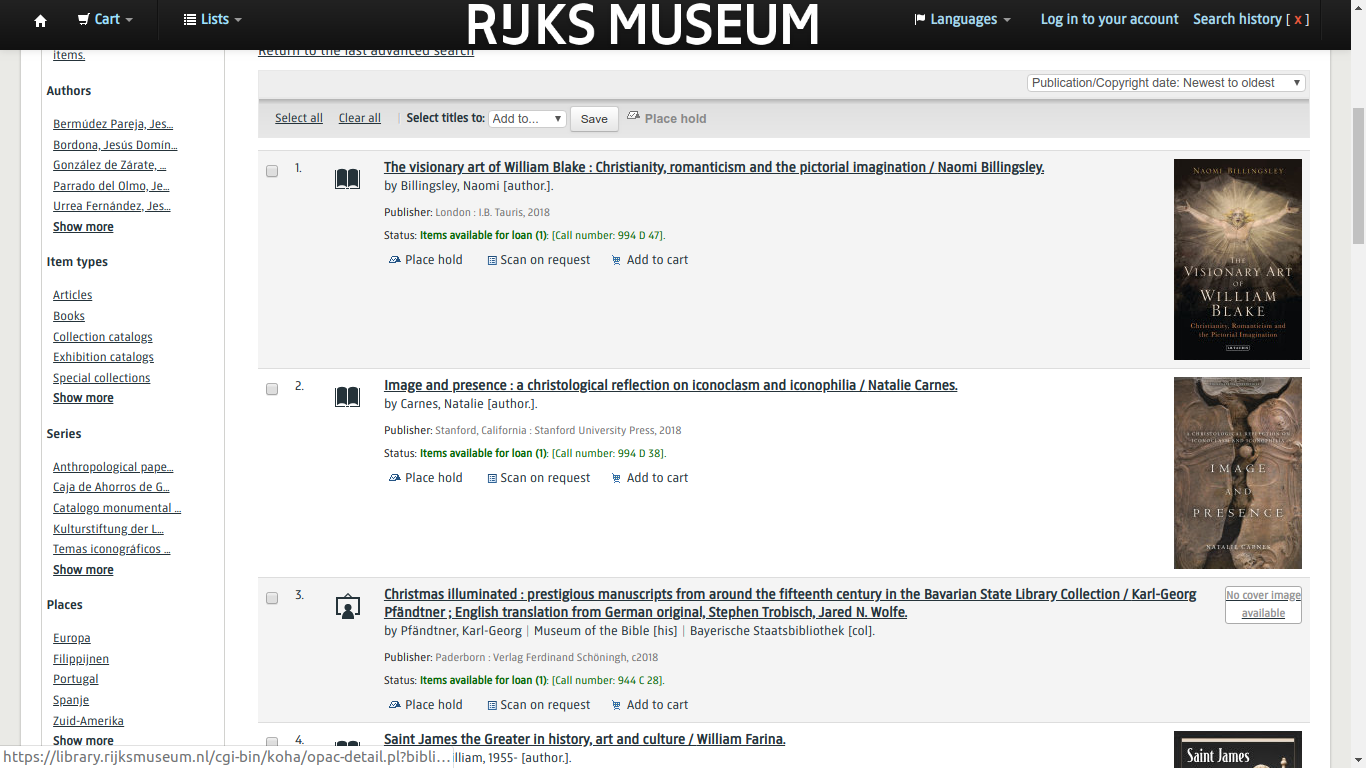 Cart
Lists
RIJKS MUSEUM
Languages
Log in to your account
Search history [ x ]
items.
Authors
Bermúdez Pareja, Jes...
Bordona, Jesús Domín...
González de Zárate, ...
Parrado del Olmo, Je...
Urrea Fernández, Jes...
Show more
Item types
Articles
Books
Collection catalogs
Exhibition catalogs
Special collections
Show more
Series
Anthropological pape...
Caja de Ahorros de G...
Catalogo monumental ...
Kulturstiftung der L...
Temas iconográficos ...
Show more
Places
Europa
Filippijnen
Portugal
Spanje
Zuid-Amerika
Show more
Return to the last advanced search
Publication/Copyright date: Newest to oldest
Select all Clear all | Select titles to: Add to... Save Place hold
1.
The visionary art of William Blake : Christianity, romanticism and the pictorial imagination / Naomi Billingsley.
by Billingsley, Naomi [author.].
Publisher: London : I.B. Tauris, 2018
Status: Items available for loan (1): [Call number: 994 D 47].
Place hold Scan on request Add to cart
NAOMI BILLINGSLEY
THE
VISIONARY ART
OF
WILLIAM
BLAKE
Christianity, Romanticism and
the Pictorial Imagination
2.
Image and presence : a christological reflection on iconoclasm and iconophilia / Natalie Carnes.
by Carnes, Natalie [author.].
Publisher: Stanford, California : Stanford University Press, 2018
Status: Items available for loan (1): [Call number: 994 D 38].
Place hold Scan on request Add to cart
A CHRISTOLOGICAL REFLECTION ON
ICONOCLASM AND ICONOPHILIA
IMAGE
AND
PRESENCE
NATALIE CARNES
3.
Christmas illuminated : prestigious manuscripts from around the fifteenth century in the Bavarian State Library Collection / Karl-Georg
Pfändtner ; English translation from German original, Stephen Trobisch, Jared N. Wolfe.
by Pfändtner, Karl-Georg | Museum of the Bible [his] | Bayerische Staatsbibliothek [col].
Publisher: Paderborn : Verlag Ferdinand Schöningh, c2018
Status: Items available for loan (1): [Call number: 944 C 28].
Place hold Scan on request Add to cart
No cover image
available
4.
Saint James the Greater in history, art and culture / William Farina.
lliam, 1955- [author.].
Saint James
https://library.rijksmuseum.nl/cgi-bin/koha/opac-detail.pl?bibli...